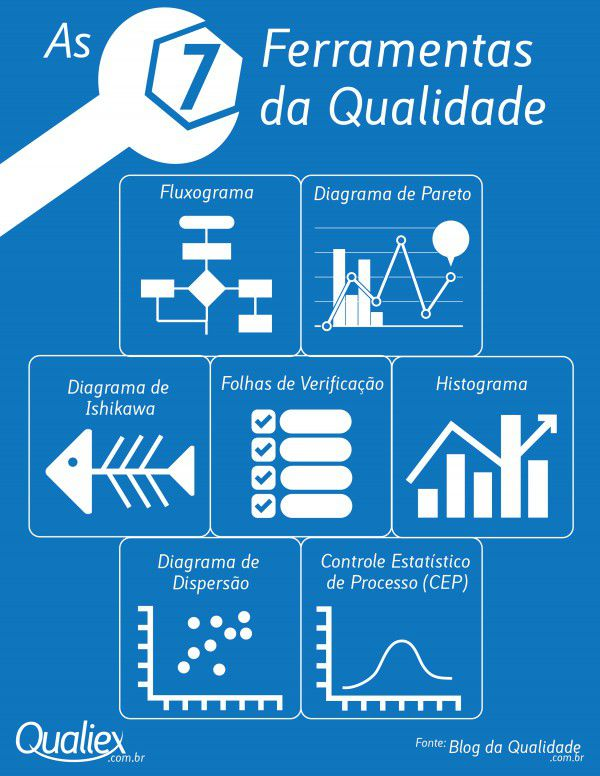 As 7 Ferramentas
da Qualidade
Fluxograma
Diagrama de Pareto
Diagrama de
Ishikawa
Folhas de Verificação
Histograma
Diagrama de
Dispersão
Controle Estatístico
de Processo (CEP)
Qualiex
.com.br
Fonte: Blog da Qualidade
.com.br